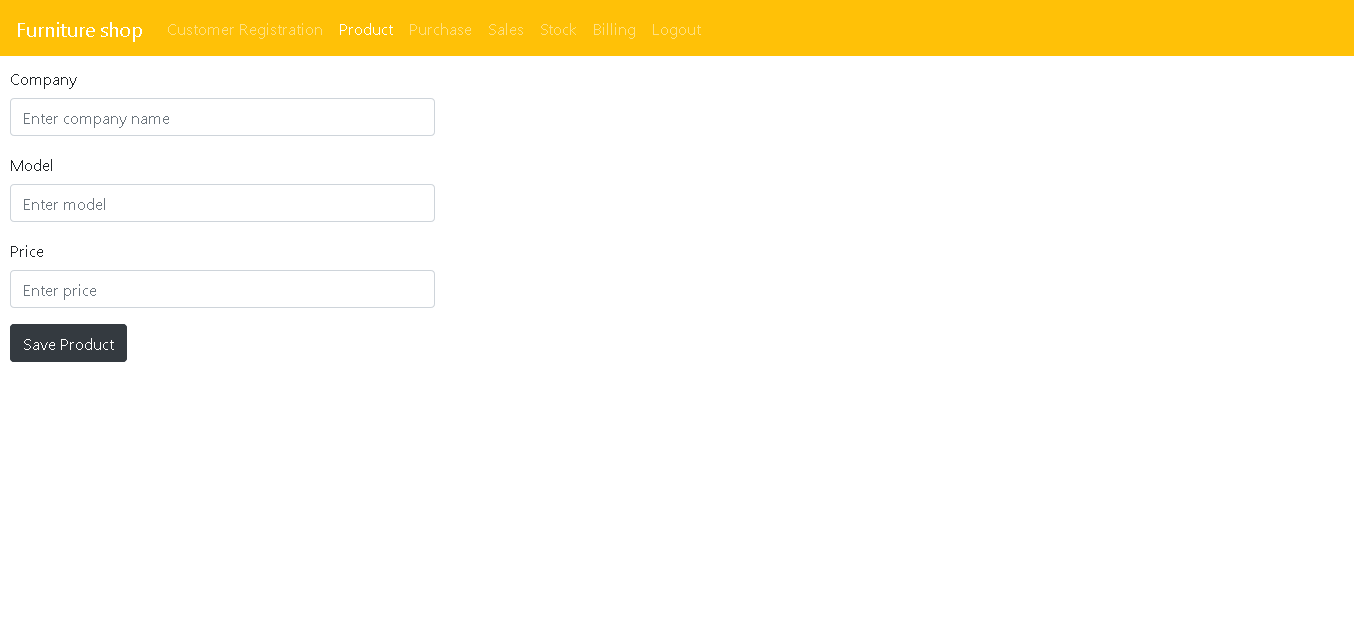 Furniture shop Customer Registration Product Purchase Sales Stock Billing Logout
Company
Enter company name
Model
Enter model
Price
Enter price
Save Product